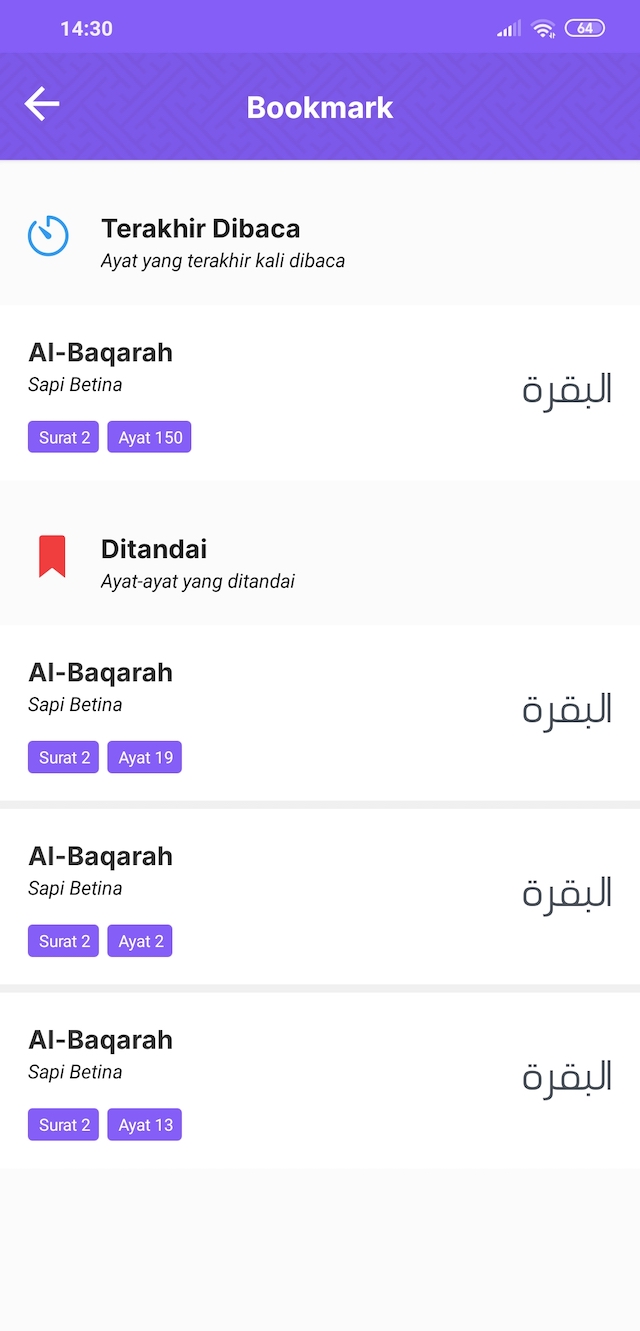 14:30
64
Bookmark
Terakhir Dibaca
Ayat yang terakhir kali dibaca
Al-Baqarah
Sapi Betina
البقرة
Surat 2 Ayat 150
Ditandai
Ayat-ayat yang ditandai
Al-Baqarah
Sapi Betina
البقرة
Surat 2 Ayat 19
Al-Baqarah
Sapi Betina
البقرة
Surat 2 Ayat 2
Al-Baqarah
Sapi Betina
البقرة
Surat 2 Ayat 13